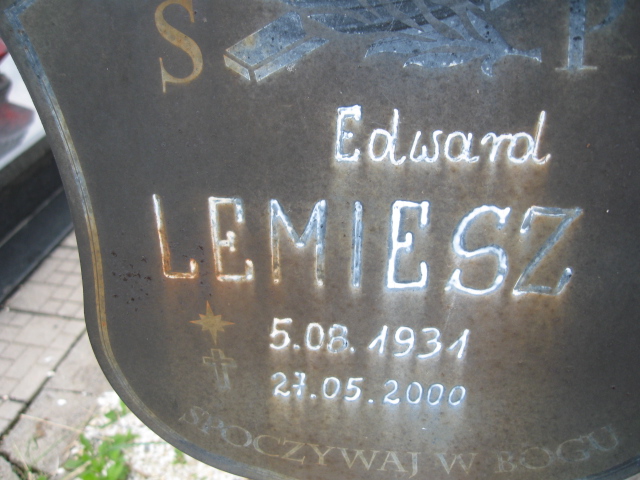 S P
Edward
LEMIESZ
5.08.1931
27.05.2000
SPOCZYWAJ W BOGU